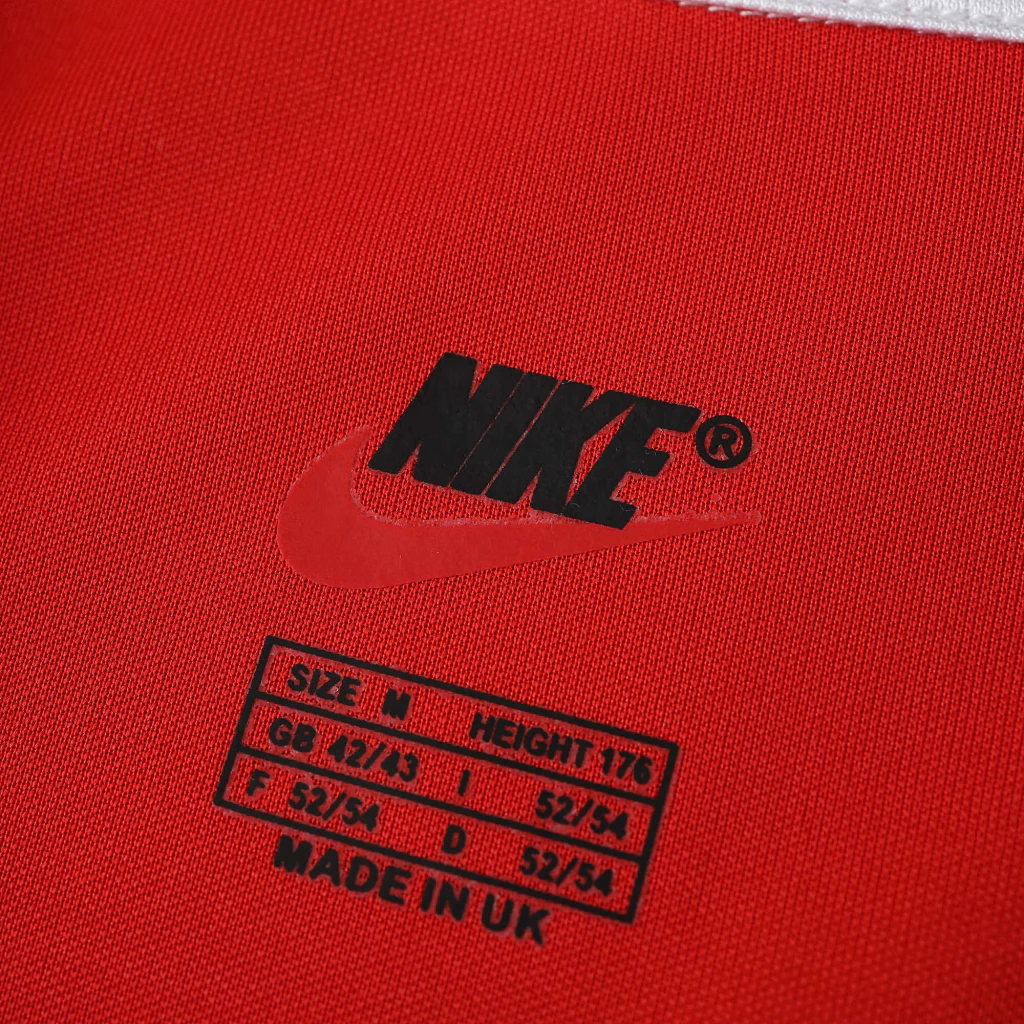 NIKE®
SIZE M HEIGHT 176
GB 42/43 I 52/54
F 52/54 D 52/54
MADE IN UK